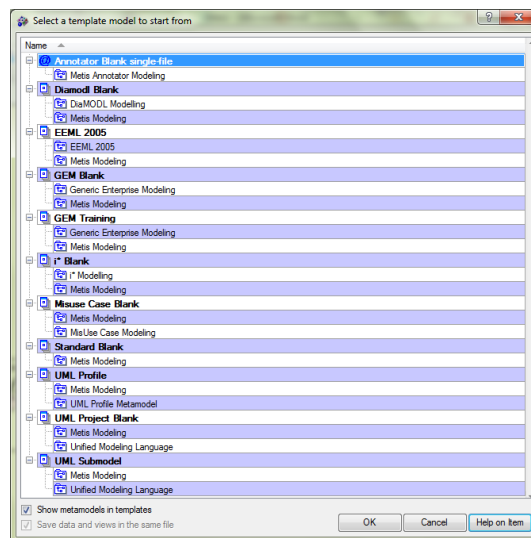 Select a template model to start from
Name
Annotator Blank single-file
Metis Annotator Modeling
Diamodl Blank
DiaMODL Modelling
Metis Modeling
EEML 2005
EEML 2005
Metis Modeling
GEM Blank
Generic Enterprise Modeling
Metis Modeling
GEM Training
Generic Enterprise Modeling
Metis Modeling
i* Blank
i* Modelling
Metis Modeling
Misuse Case Blank
Metis Modeling
MisUse Case Modeling
Standard Blank
Metis Modeling
UML Profile
Metis Modeling
UML Profile Metamodel
UML Project Blank
Metis Modeling
Unified Modeling Language
UML Submodel
Metis Modeling
Unified Modeling Language
Show metamodels in templates
Save data and views in the same file
OK Cancel Help on Item